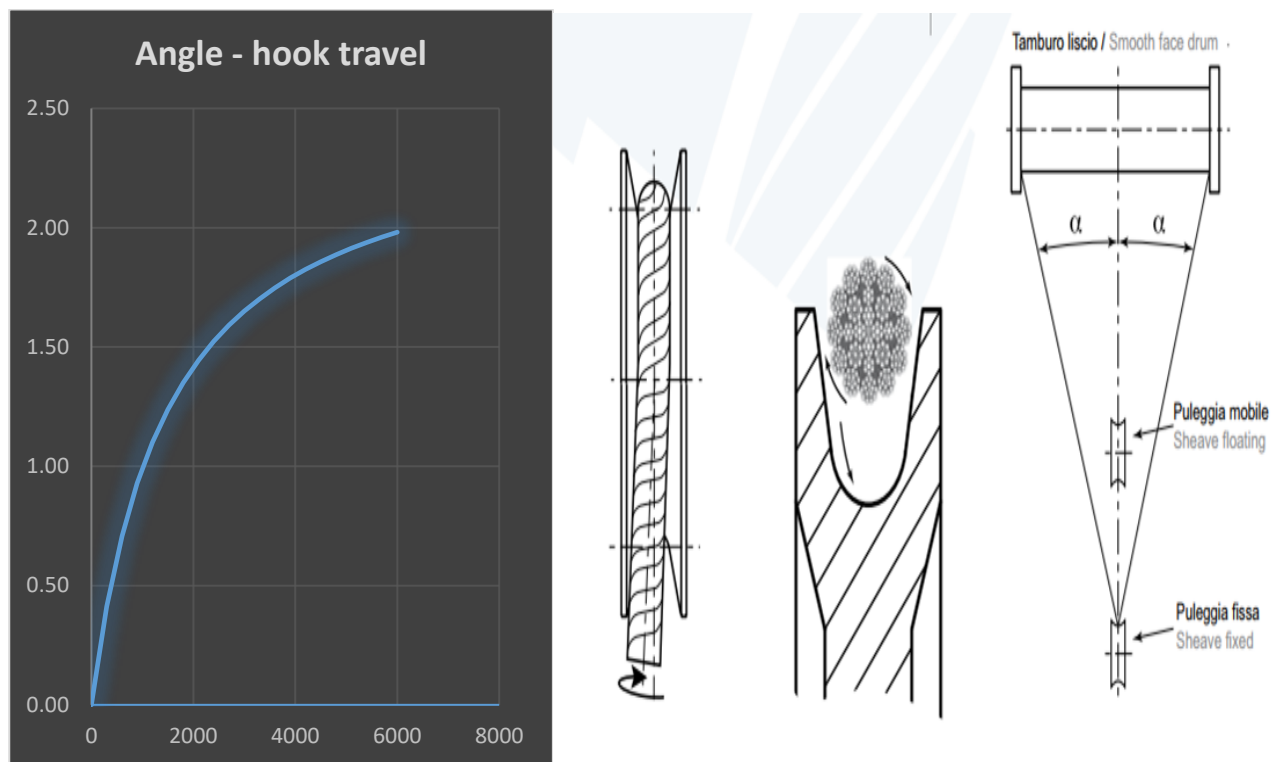 Angle - hook travel
2.50
2.00
1.50
1.00
0.50
0.00
0
2000
4000
6000
8000
Tamburo liscio / Smooth face drum
α
α
Puleggia mobile
Sheave floating
Puleggia fissa
Sheave fixed